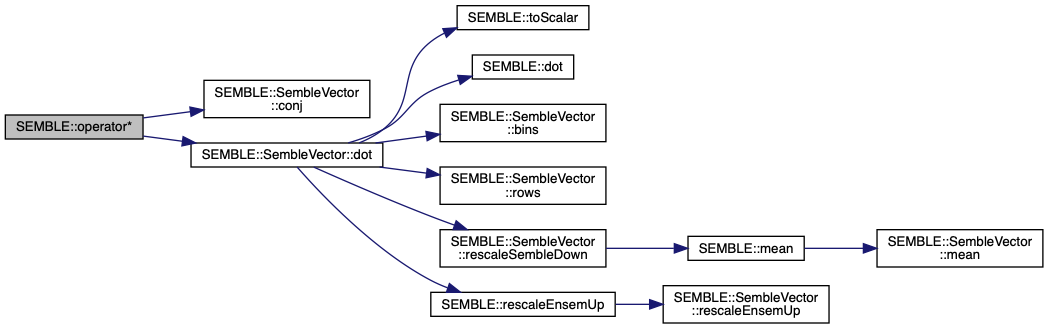 SEMBLE::operator*
SEMBLE::SembleVector
::conj
SEMBLE::SembleVector::dot
SEMBLE::toScalar
SEMBLE::dot
SEMBLE::SembleVector
::bins
SEMBLE::SembleVector
::rows
SEMBLE::SembleVector
::rescaleSembleDown
SEMBLE::mean
SEMBLE::SembleVector
::mean
SEMBLE::rescaleEnsemUp
SEMBLE::SembleVector
::rescaleEnsemUp